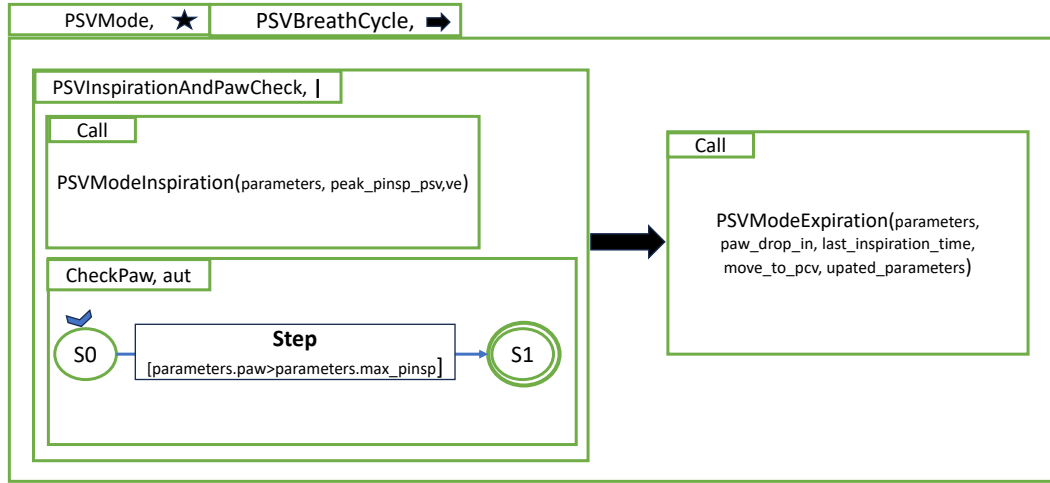 PSVMode, ★
PSVBreathCycle, ➡
PSVInspirationAndPawCheck, |
Call
PSVModeInspiration(parameters, peak_pinsp_psv,ve)
CheckPaw, aut
S0
Step
[parameters.paw>parameters.max_pinsp]
S1
Call
PSVModeExpiration(parameters,
paw_drop_in, last_inspiration_time,
move_to_pcv, upated_parameters)